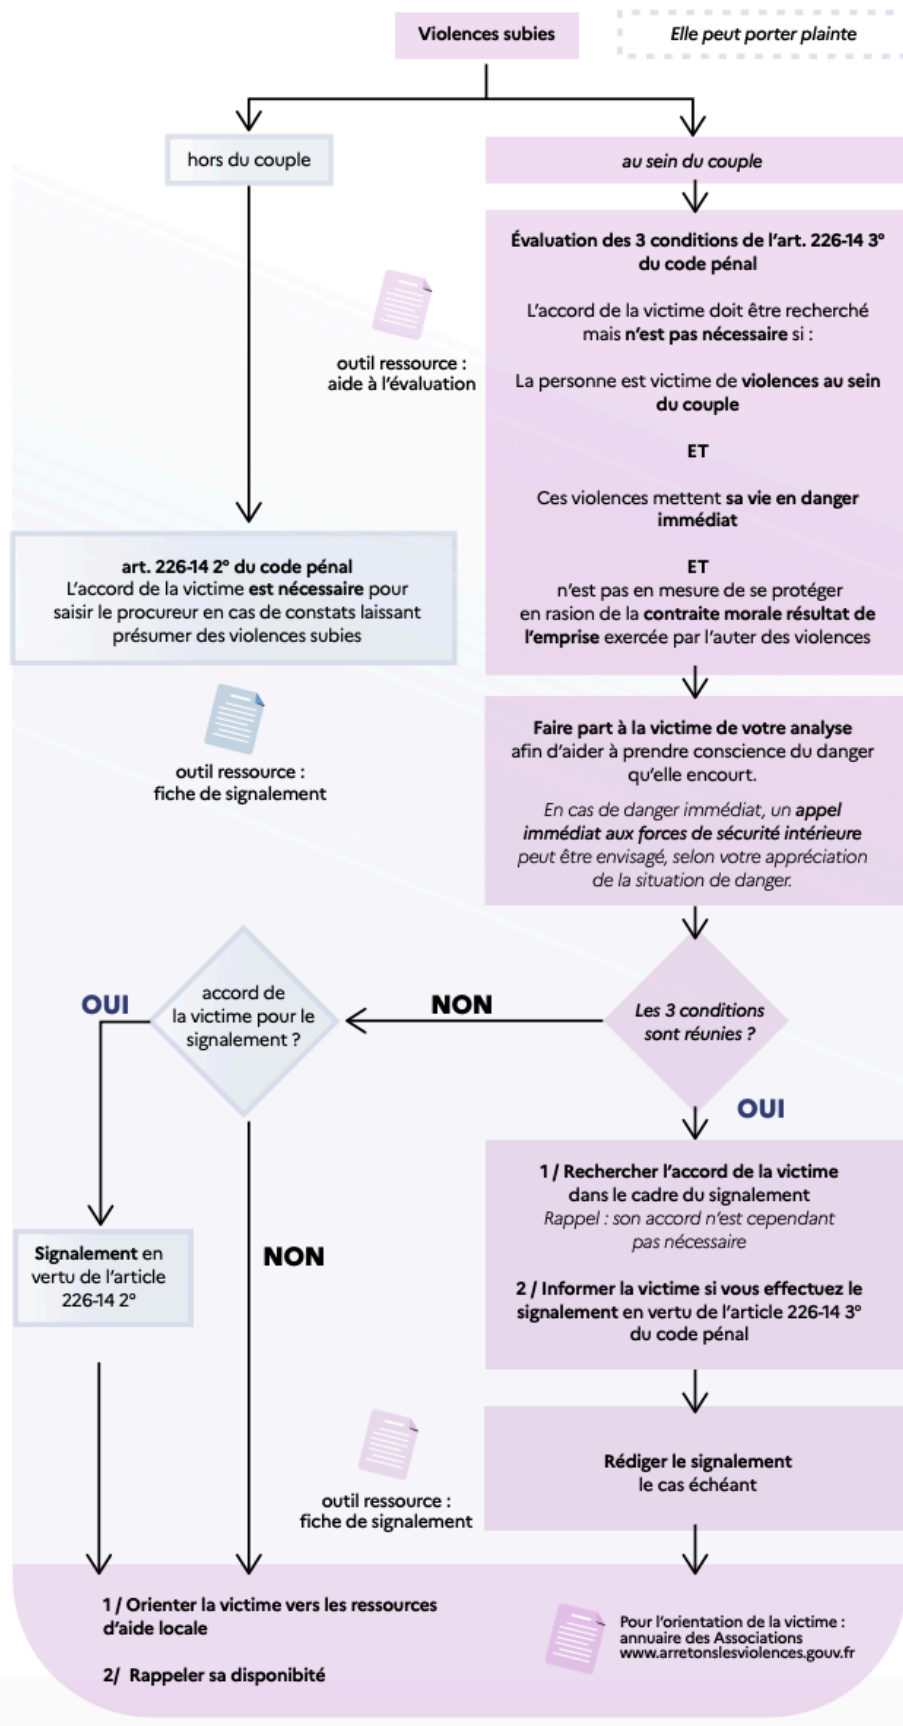 Violences subies
Elle peut porter plainte
hors du couple
au sein du couple
Évaluation des 3 conditions de l'art. 226-14 3°
du code pénal
L'accord de la victime doit être recherché
mais n'est pas nécessaire si :
La personne est victime de violences au sein
du couple
ET
Ces violences mettent sa vie en danger
immédiat
ET
n'est pas en mesure de se protéger
en rasion de la contraite morale résultat de
l'emprise exercée par l'auter des violences
outil ressource :
aide à l'évaluation
art. 226-14 2° du code pénal
L'accord de la victime est nécessaire pour
saisir le procureur en cas de constats laissant
présumer des violences subies
outil ressource :
fiche de signalement
Faire part à la victime de votre analyse
afin d'aider à prendre conscience du danger
qu'elle encourt.
En cas de danger immédiat, un appel
immédiat aux forces de sécurité intérieure
peut être envisagé, selon votre appréciation
de la situation de danger.
Les 3 conditions
sont réunies ?
NON
OUI
accord de
la victime pour le
signalement ?
OUI
NON
Signalement en
vertu de l'article
226-14 2°
1 / Rechercher l'accord de la victime
dans le cadre du signalement
Rappel : son accord n'est cependant
pas nécessaire
2 / Informer la victime si vous effectuez le
signalement en vertu de l'article 226-14 3°
du code pénal
Rédiger le signalement
le cas échéant
outil ressource :
fiche de signalement
1 / Orienter la victime vers les ressources
d'aide locale
2/ Rappeler sa disponibité
Pour l'orientation de la victime :
annuaire des Associations
www.arretonslesviolences.gouv.fr